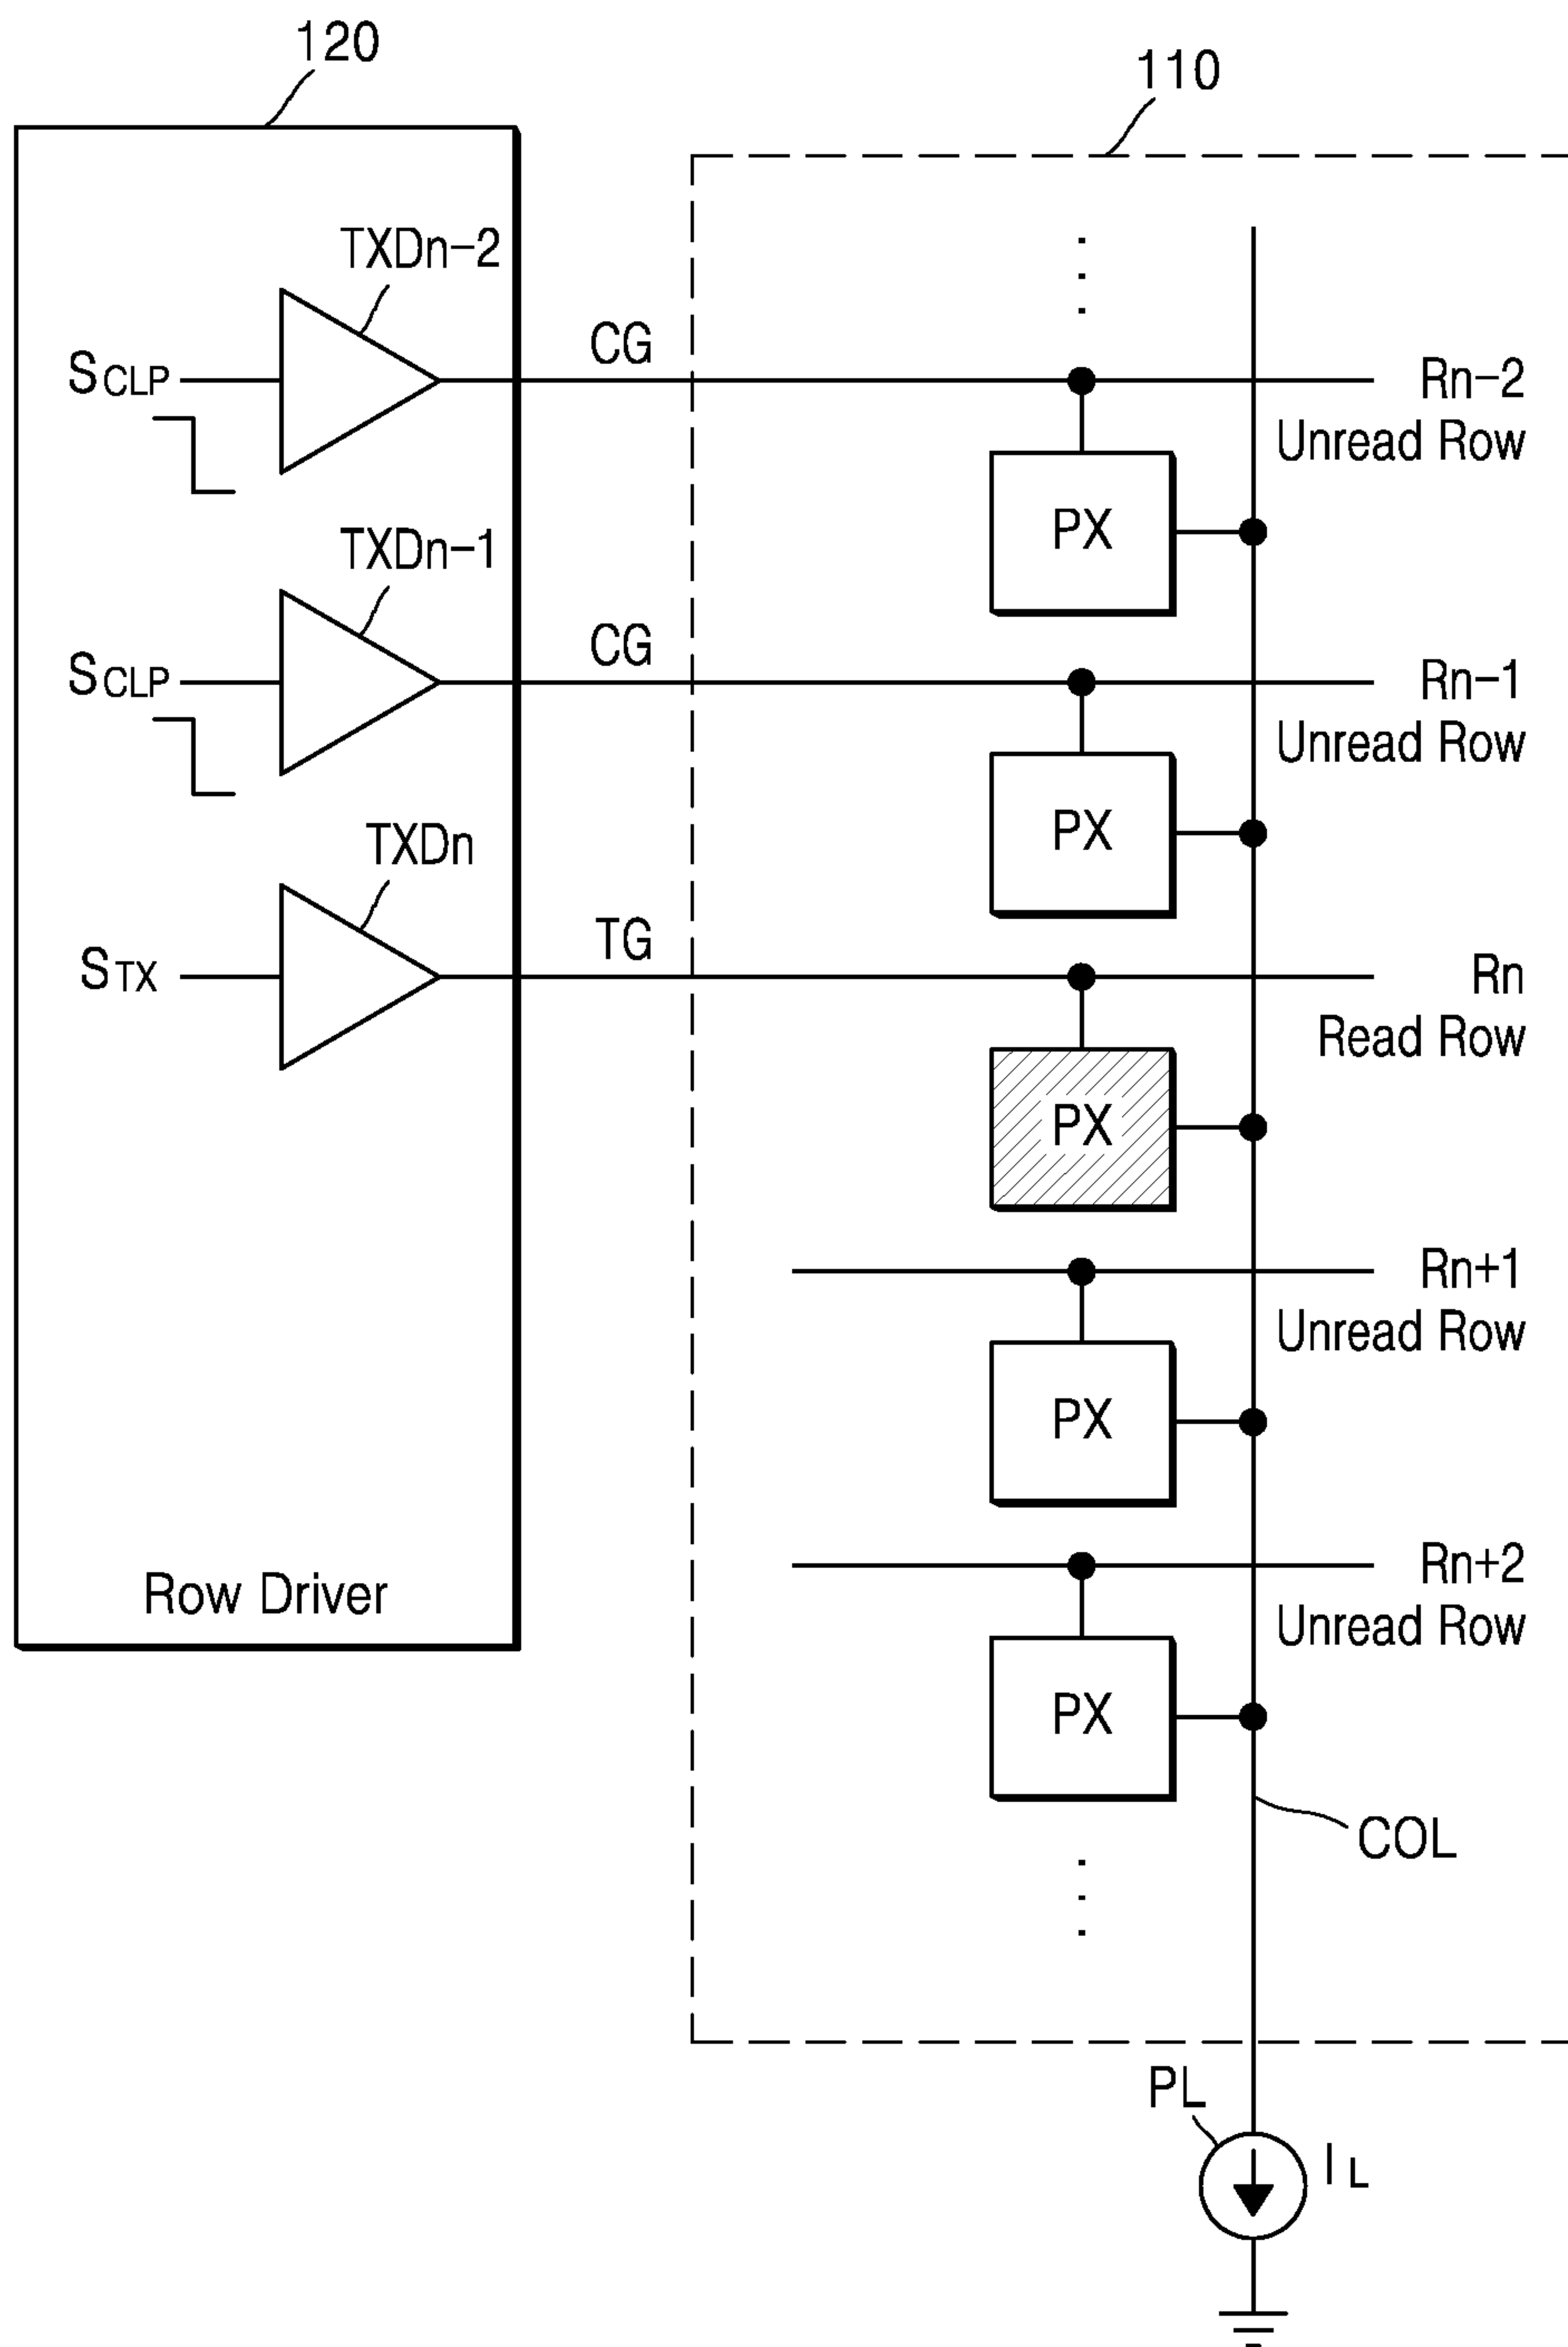 120
110
TXDn-2
CG
SCLP
Rn-2
Unread Row
PX
TXDn-1
CG
SCLP
Rn-1
Unread Row
PX
TXDn
TG
STX
Rn
Read Row
PX
Rn+1
Unread Row
PX
Rn+2
Unread Row
Row Driver
PX
COL
PL
IL